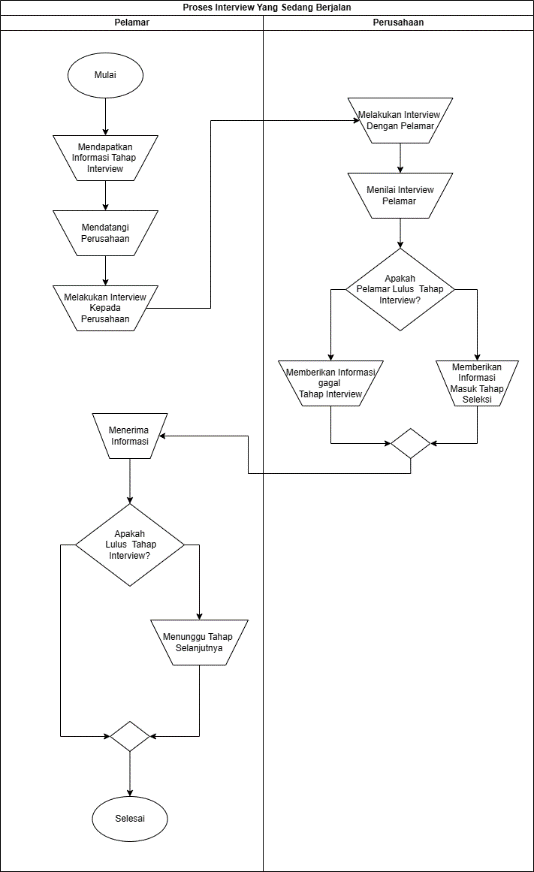 Proses Interview Yang Sedang Berjalan
Pelamar
Perusahaan
Mulai
Mendapatkan
Informasi Tahap
Interview
Mendatangi
Perusahaan
Melakukan Interview
Kepada
Perusahaan
Melakukan Interview
Dengan Pelamar
Menilai Interview
Pelamar
Apakah
Pelamar Lulus Tahap
Interview?
Memberikan Informasi
gagal
Tahap Interview
Memberikan
Informasi
Masuk Tahap
Seleksi
Menerima
Informasi
Apakah
Lulus Tahap
Interview?
Menunggu Tahap
Selanjutnya
Selesai